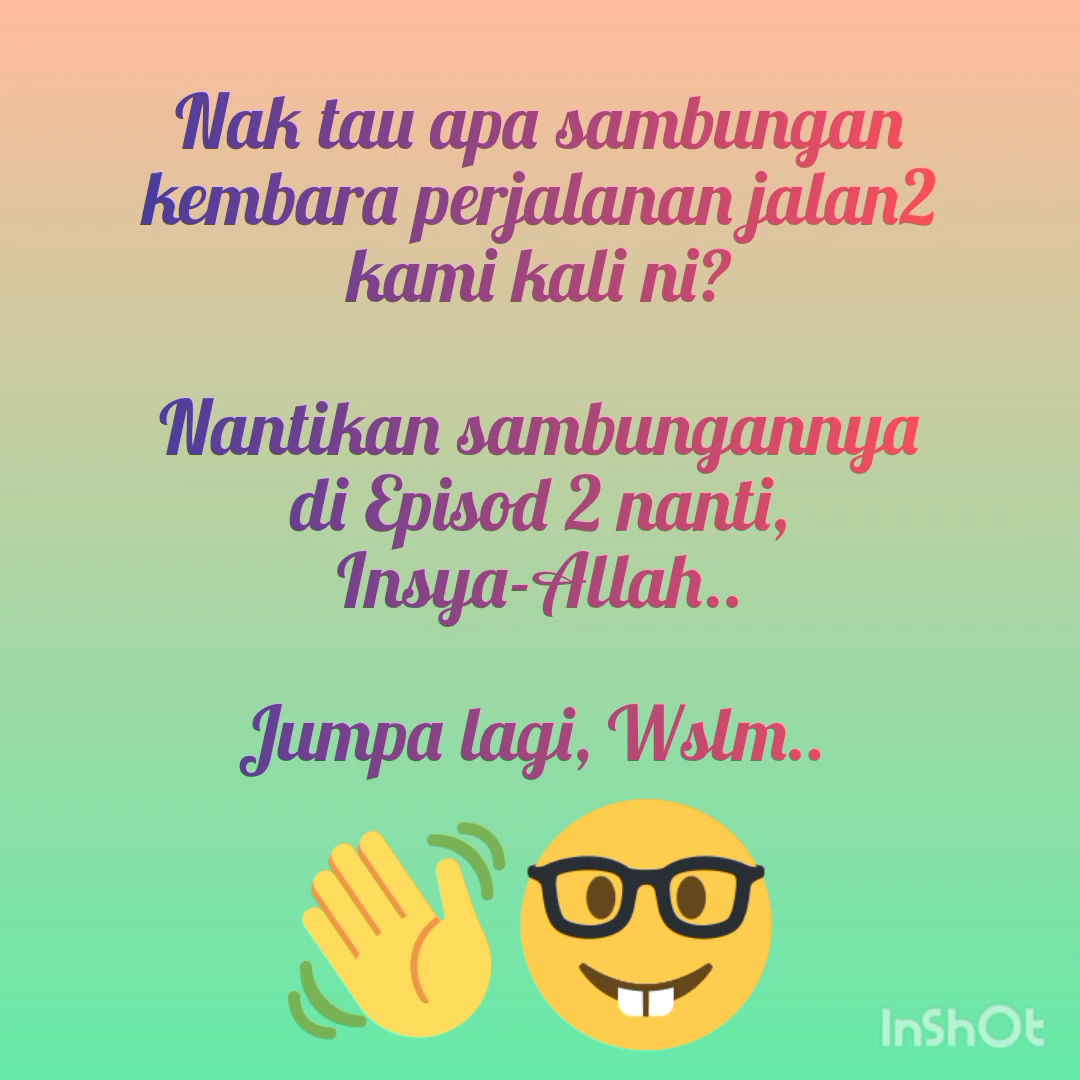 Nak tau apa sambungan
kembara perjalanan jalan2
kami kali ni?
Nantikan sambungannya
di Episod 2 nanti,
Insya-Allah..
Jumpa lagi, Wslm..
InShOt